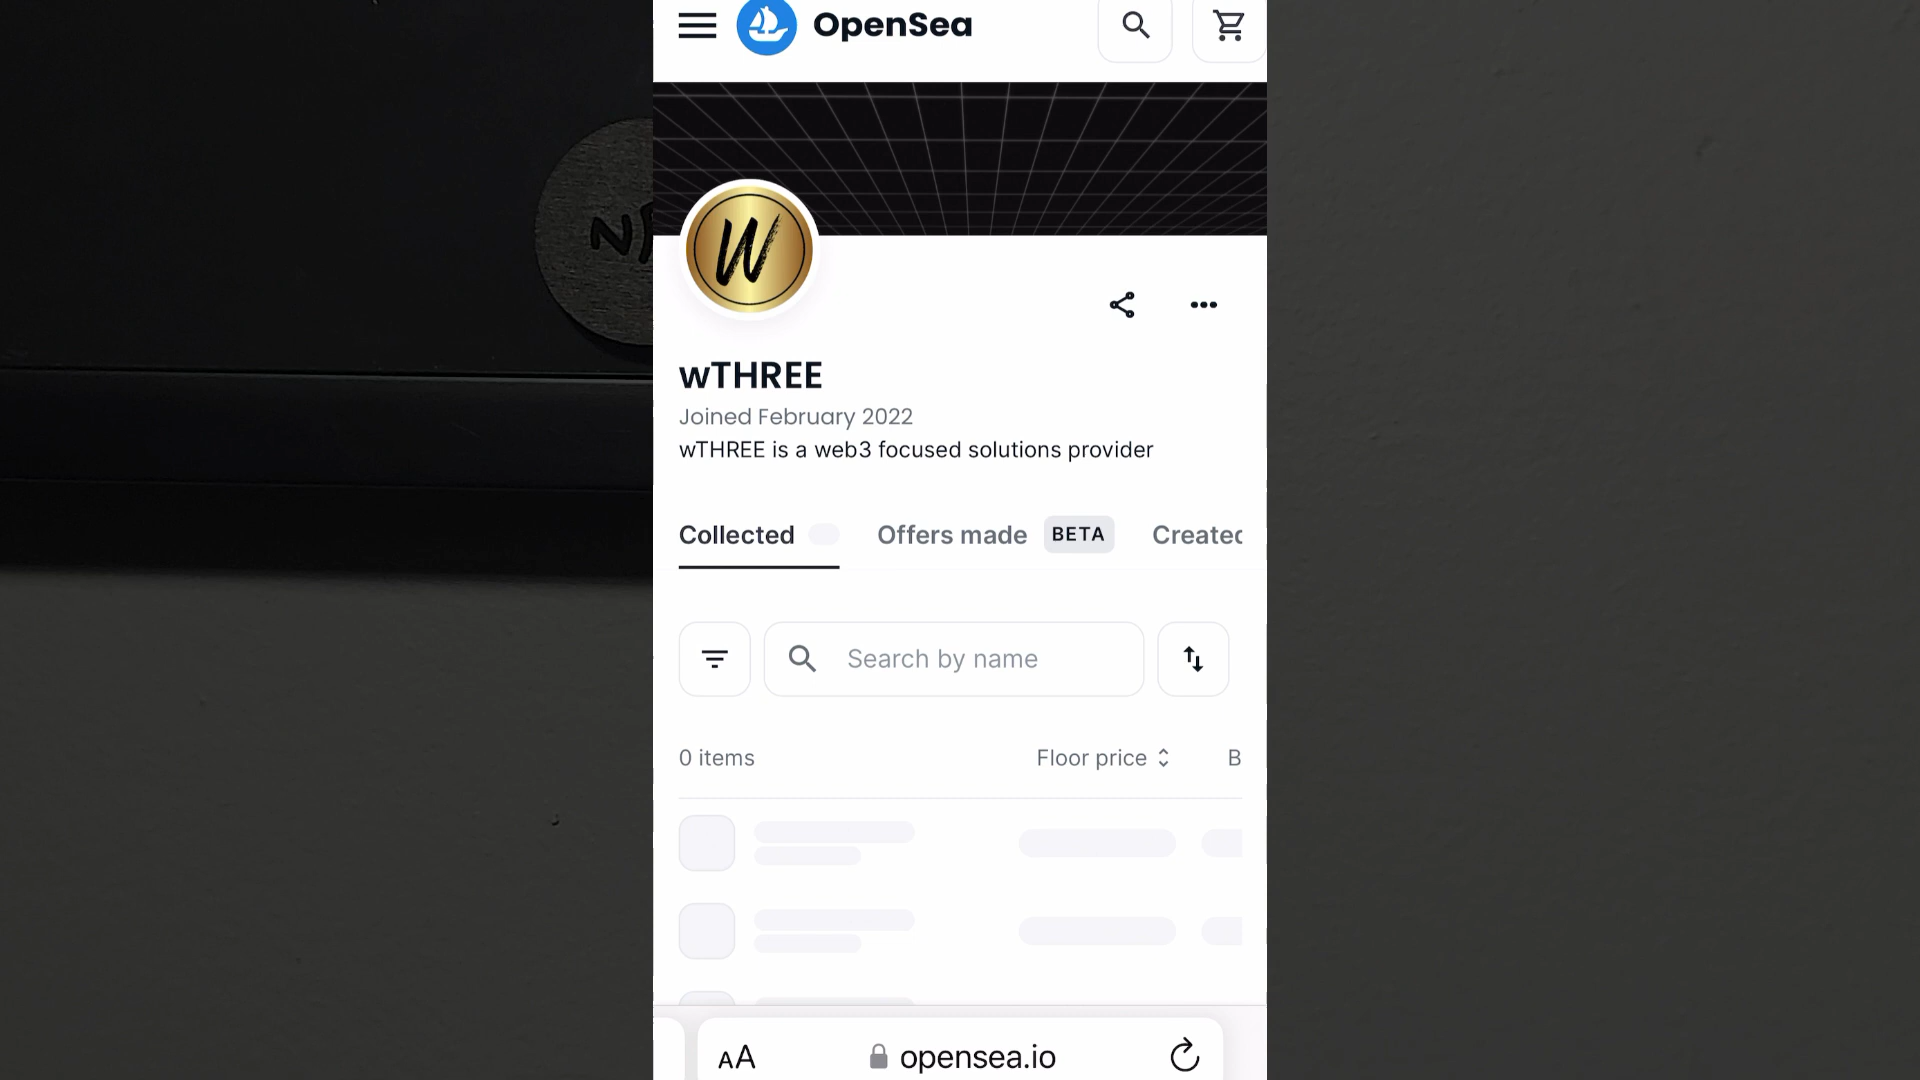 OpenSea
W
wTHREE
Joined February 2022
wTHREE is a web3 focused solutions provider
Collected
Offers made BETA Created
Search by name
0 items
Floor price
B
AA
opensea.io